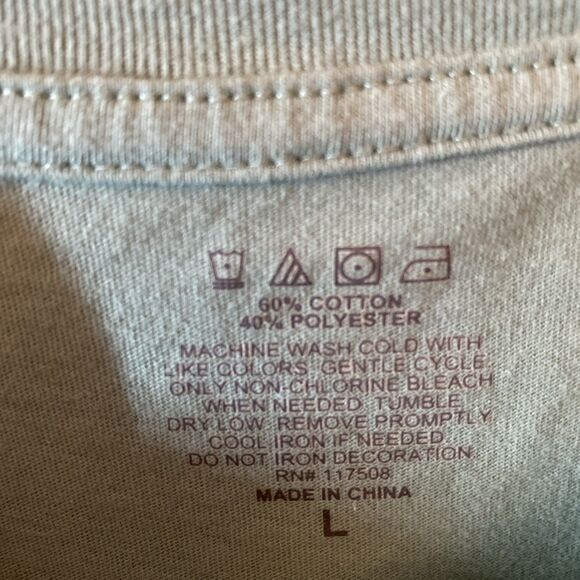 60% COTTON
40% POLYESTER
MACHINE WASH COLD WITH
LIKE COLORS. GENTLE CYCLE.
ONLY NON-CHLORINE BLEACH
WHEN NEEDED. TUMBLE
DRY LOW. REMOVE PROMPTLY.
COOL IRON IF NEEDED.
DO NOT IRON DECORATION.
RN# 117508
MADE IN CHINA
L